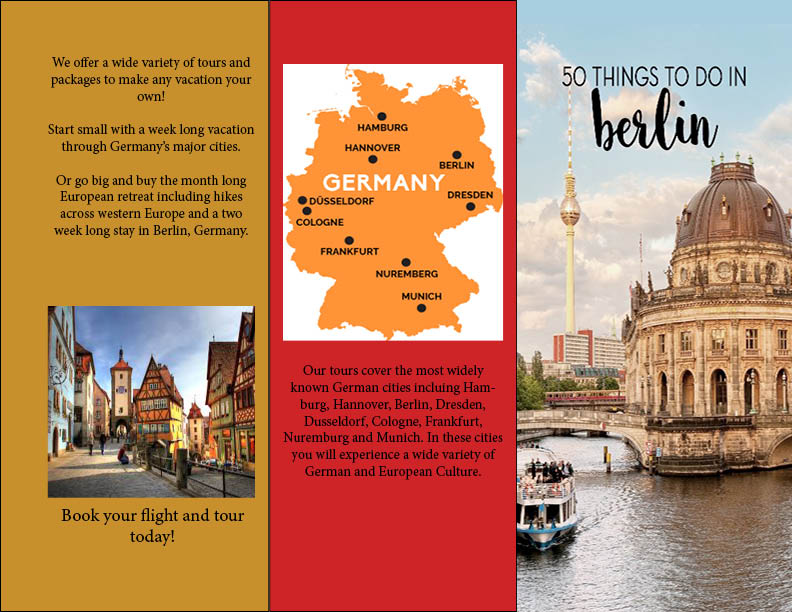 We offer a wide variety of tours and
packages to make any vacation your
own!
Start small with a week long vacation
through Germany's major cities.
Or go big and buy the month long
European retreat including hikes
across western Europe and a two
week long stay in Berlin, Germany.
Book your flight and tour
today!
HAMBURG
HANNOVER
BERLIN
GERMANY
DRESDEN
DÜSSELDORF
COLOGNE
FRANKFURT
NUREMBERG
MUNICH
Our tours cover the most widely
known German cities incluing Ham-
burg, Hannover, Berlin, Dresden,
Dusseldorf, Cologne, Frankfurt,
Nuremburg and Munich. In these cities
you will experience a wide variety of
German and European Culture.
50 THINGS TO DO IN
berlin